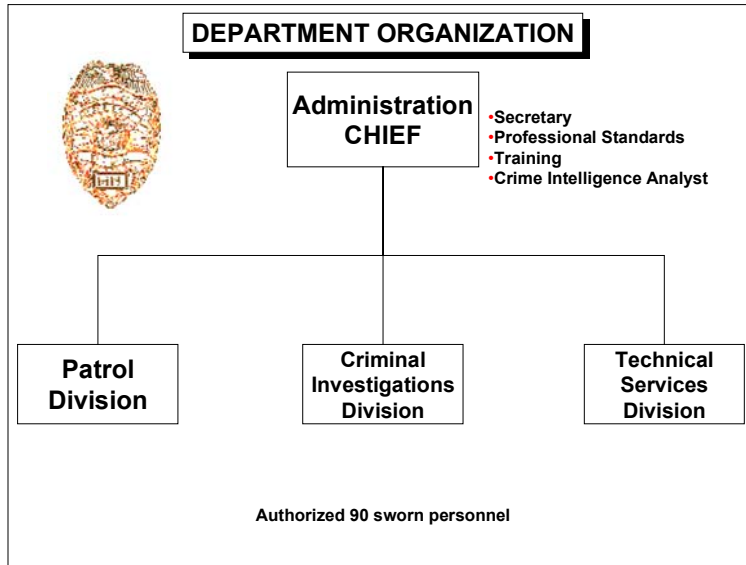 DEPARTMENT ORGANIZATION
Administration
CHIEF
•Secretary
•Professional Standards
•Training
•Crime Intelligence Analyst
Patrol
Division
Criminal
Investigations
Division
Technical
Services
Division
Authorized 90 sworn personnel